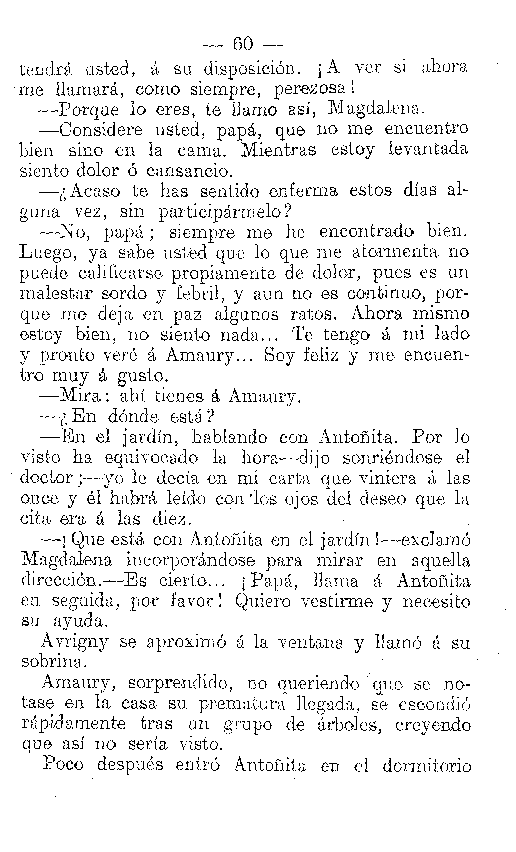 — 60 —
tendrá usted, á su disposición. ¡A ver si ahora
me llamará, como siempre, perezosa!
—Porque lo eres, te llamo así, Magdalena.
—Considere usted, papá, que no me encuentro
bien sino en la cama. Mientras estoy levantada
siento dolor ó cansancio.
—¿Acaso te has sentido enferma estos días al-
guna vez, sin participármelo?
—No, papá; siempre me he encontrado bien.
Luego, ya sabe usted que lo que me atormenta no
puede calificarse propiamente de dolor, pues es un
malestar sordo y febril, y aun no es continuo, por-
que me deja en paz algunos ratos. Ahora mismo
estoy bien, no siento nada... Te tengo á mi lado
y pronto veré á Amaury... Soy feliz y me encuen-
tro muy á gusto.
—Mira: ahí tienes á Amaury.
—¿En dónde está?
—En el jardín, hablando con Antoñita. Por lo
visto ha equivocado la hora—dijo sonriéndose el
doctor;—yo le decía en mi carta que viniera á las
once y él habrá leído con los ojos del deseo que la
cita era á las diez.
—¡Que está con Antoñita en el jardín!—exclamó
Magdalena incorporándose para mirar en aquella
dirección.—Es cierto... ¡Papá, llama á Antoñita
en seguida, por favor! Quiero vestirme y necesito
su ayuda.
Avrigny se aproximó á la ventana y llamó á su
sobrina.
Amaury, sorprendido, no queriendo que se no-
tase en la casa su prematura llegada, se escondió
rápidamente tras un grupo de árboles, creyendo
que así no sería visto.
Poco después entró Antoñita en el dormitorio